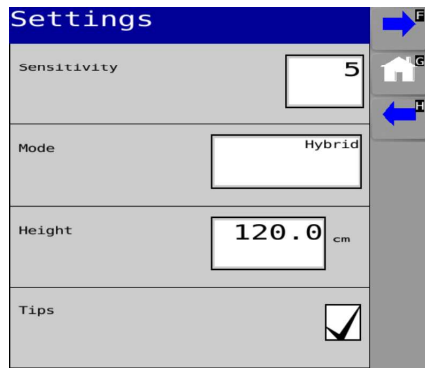 Settings
F
Sensitivity
5
G
H
Mode
Hybrid
Height
120.0 cm
Tips